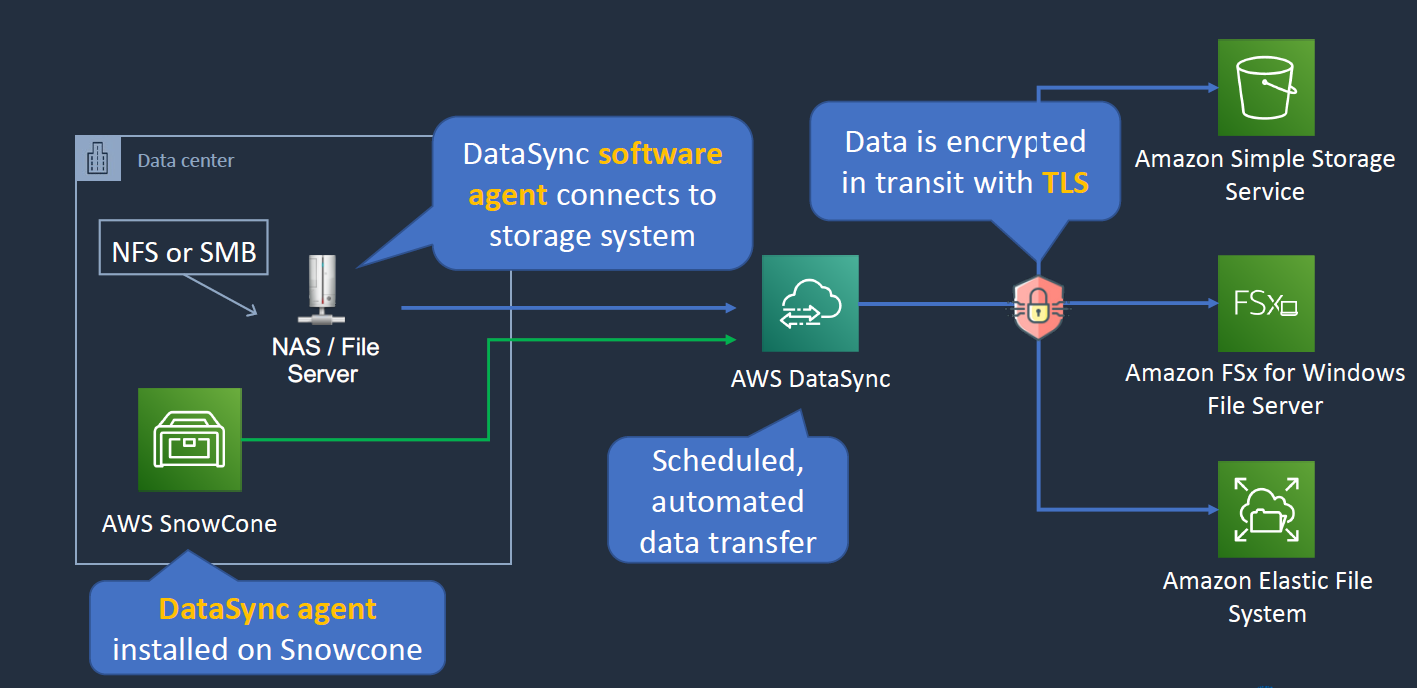 Data center
NFS or SMB
NAS / File
Server
AWS SnowCone
DataSync agent
installed on Snowcone
DataSync software
agent connects to
storage system
AWS DataSync
Scheduled,
automated
data transfer
Data is encrypted
in transit with TLS
Amazon Simple Storage
Service
FSx
Amazon FSx for Windows
File Server
Amazon Elastic File
System